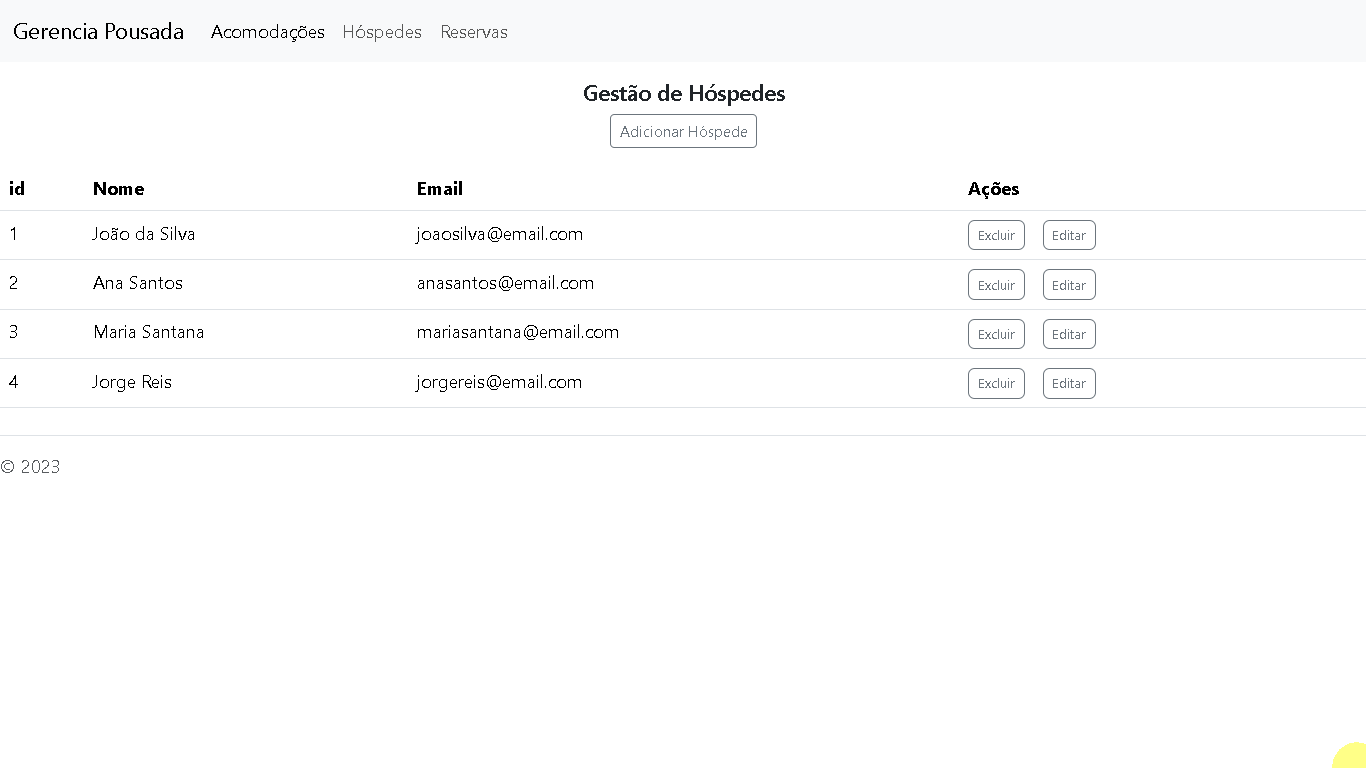 Gerencia Pousada Acomodações Hóspedes Reservas
Gestão de Hóspedes
Adicionar Hóspede
id Nome Email Ações
1 João da Silva joaosilva@email.com Excluir Editar
2 Ana Santos anasantos@email.com Excluir Editar
3 Maria Santana mariasantana@email.com Excluir Editar
4 Jorge Reis jorgereis@email.com Excluir Editar
© 2023